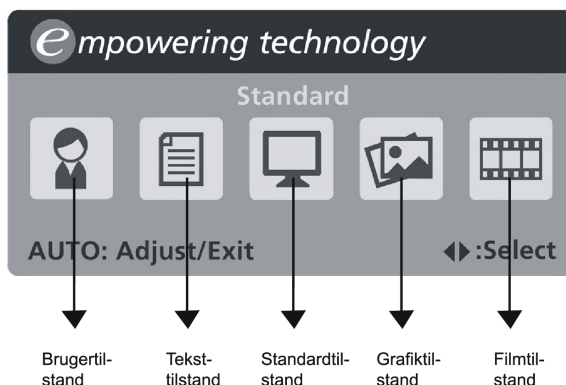 empowering technology
Standard
AUTO: Adjust/Exit
:Select
Brugertil-
stand
Tekst-
tilstand
Standardtil-
stand
Grafiktil-
stand
Filmtil-
stand